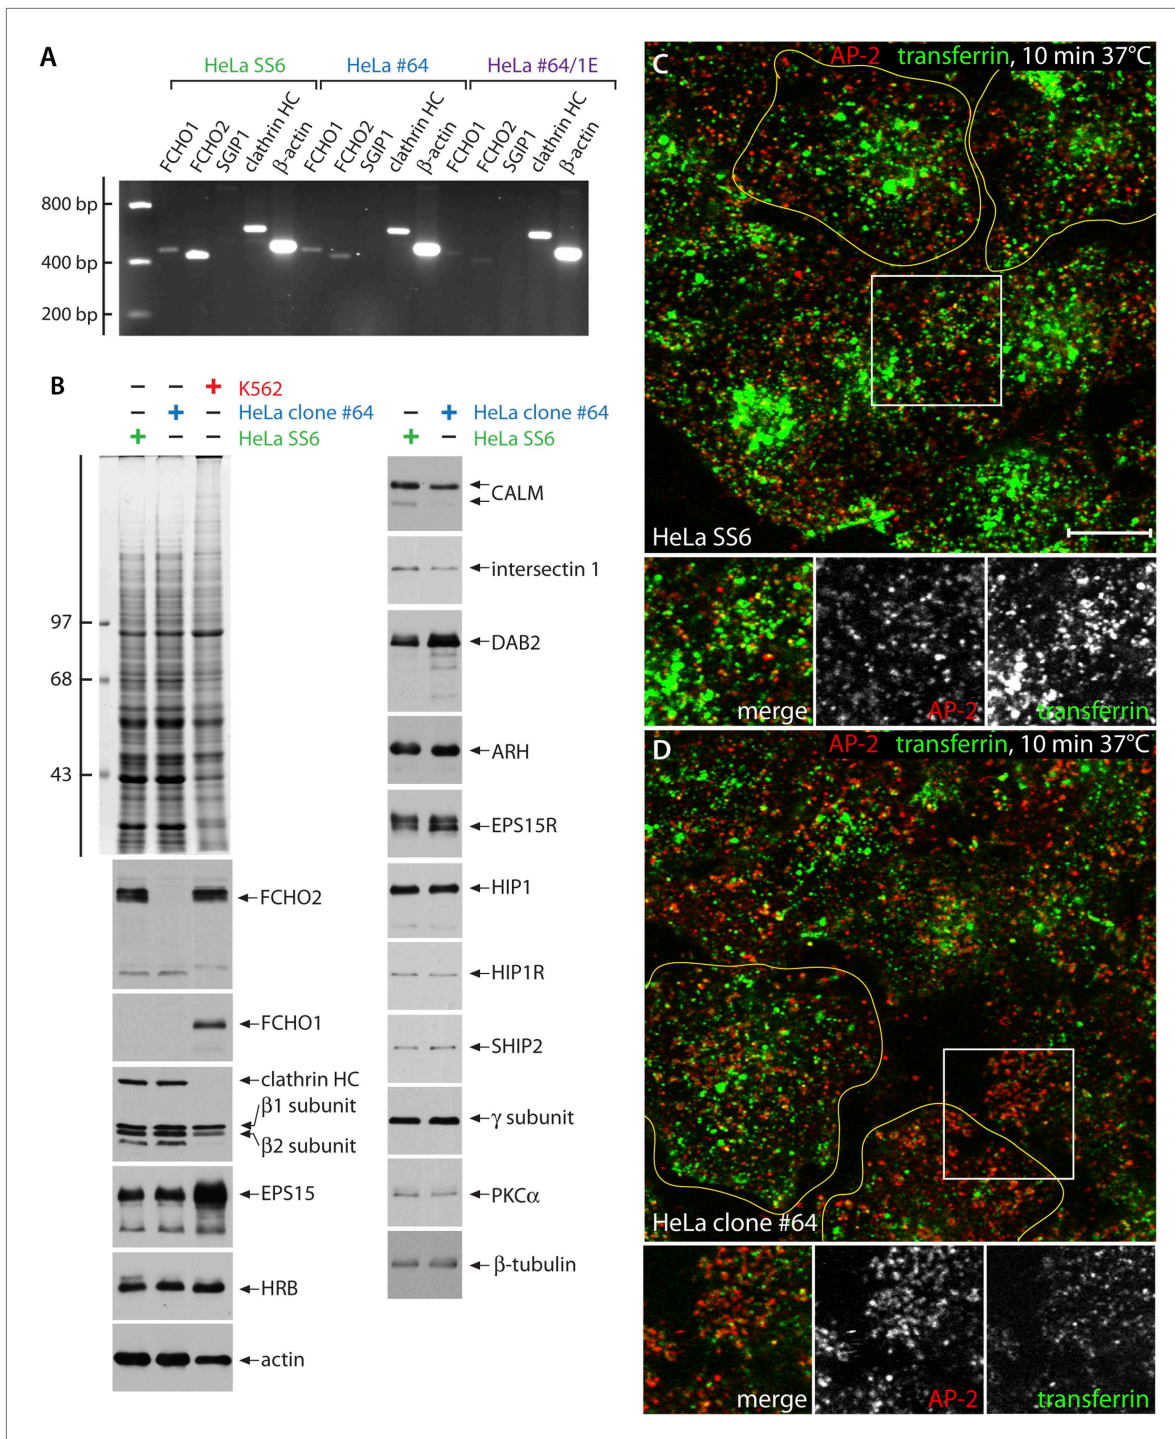 A
HeLa SS6 HeLa #64 HeLa #64/1E
FCHO1 FCHO2 SGIP1 clathrin HC β-actin FCHO1 FCHO2 SGIP1 clathrin HC β-actin FCHO1 FCHO2 SGIP1 clathrin HC β-actin
800 bp
400 bp
200 bp
B
– – + K562
– + – HeLa clone #64
+ – – HeLa SS6
97
68
43
FCHO2
FCHO1
clathrin HC
β1 subunit
β2 subunit
EPS15
HRB
actin
– + HeLa clone #64
+ – HeLa SS6
CALM
intersectin 1
DAB2
ARH
EPS15R
HIP1
HIP1R
SHIP2
γ subunit
PKCα
β-tubulin
C AP-2 transferrin, 10 min 37°C
HeLa SS6
merge AP-2 transferrin
D AP-2 transferrin, 10 min 37°C
HeLa clone #64
merge AP-2 transferrin